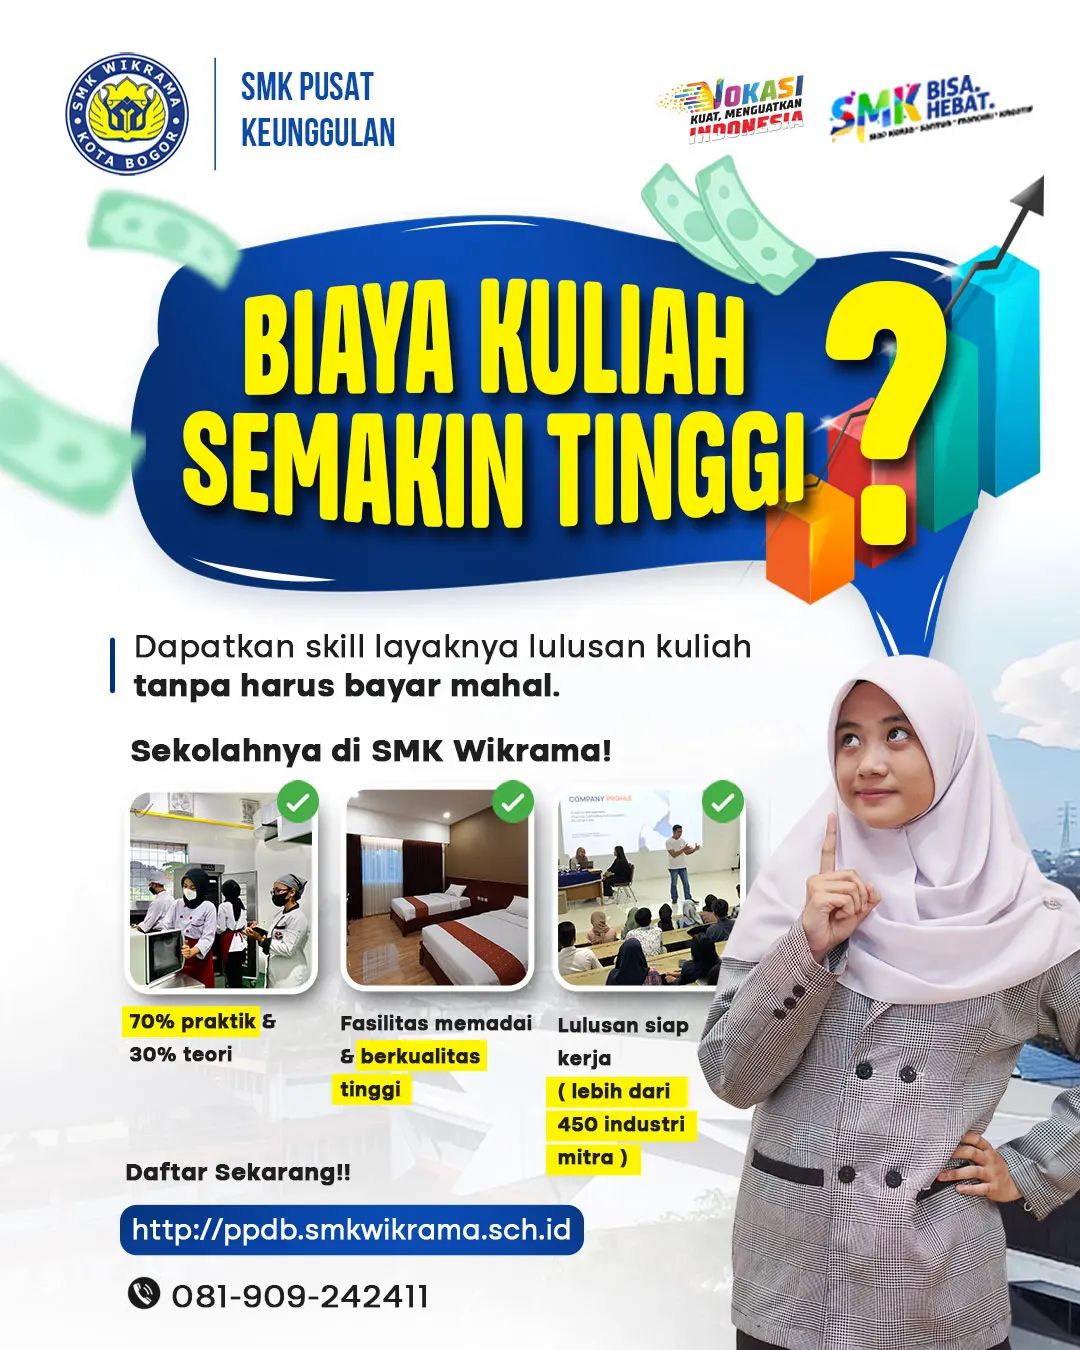 SMK WIKRAMA
KOTA BOGOR
SMK PUSAT
KEUNGGULAN
VOKASI
KUAT, MENGUATKAN
INDONESIA
SMK BISA.
HEBAT.
BIAYA KULIAH
SEMAKIN TINGGI ?
Dapatkan skill layaknya lulusan kuliah
tanpa harus bayar mahal.
Sekolahnya di SMK Wikrama!
COMPANY PROFILE
70% praktik &
30% teori
Fasilitas memadai
& berkualitas
tinggi
Lulusan siap
kerja
( lebih dari
450 industri
mitra )
Daftar Sekarang!!
http://ppdb.smkwikrama.sch.id
081-909-242411